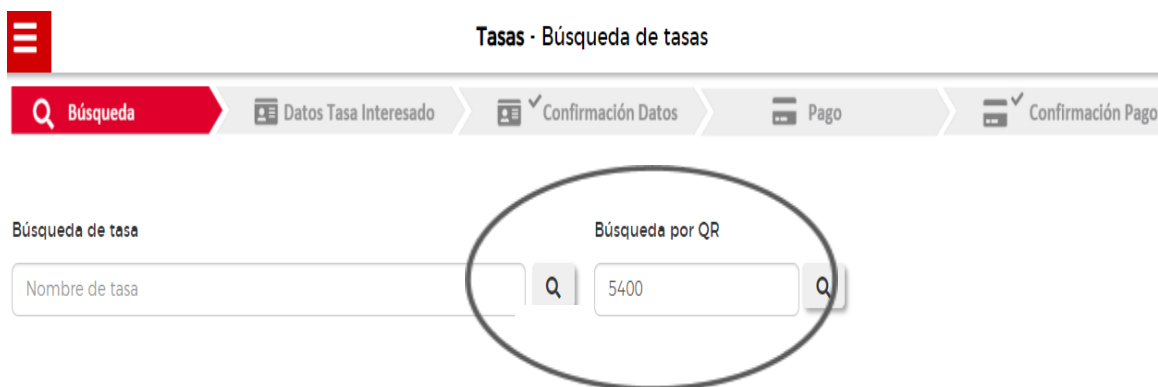 Tasas - Búsqueda de tasas
Búsqueda
Datos Tasa Interesado
Confirmación Datos
Pago
Confirmación Pago
Búsqueda de tasa
Búsqueda por QR
Nombre de tasa
5400